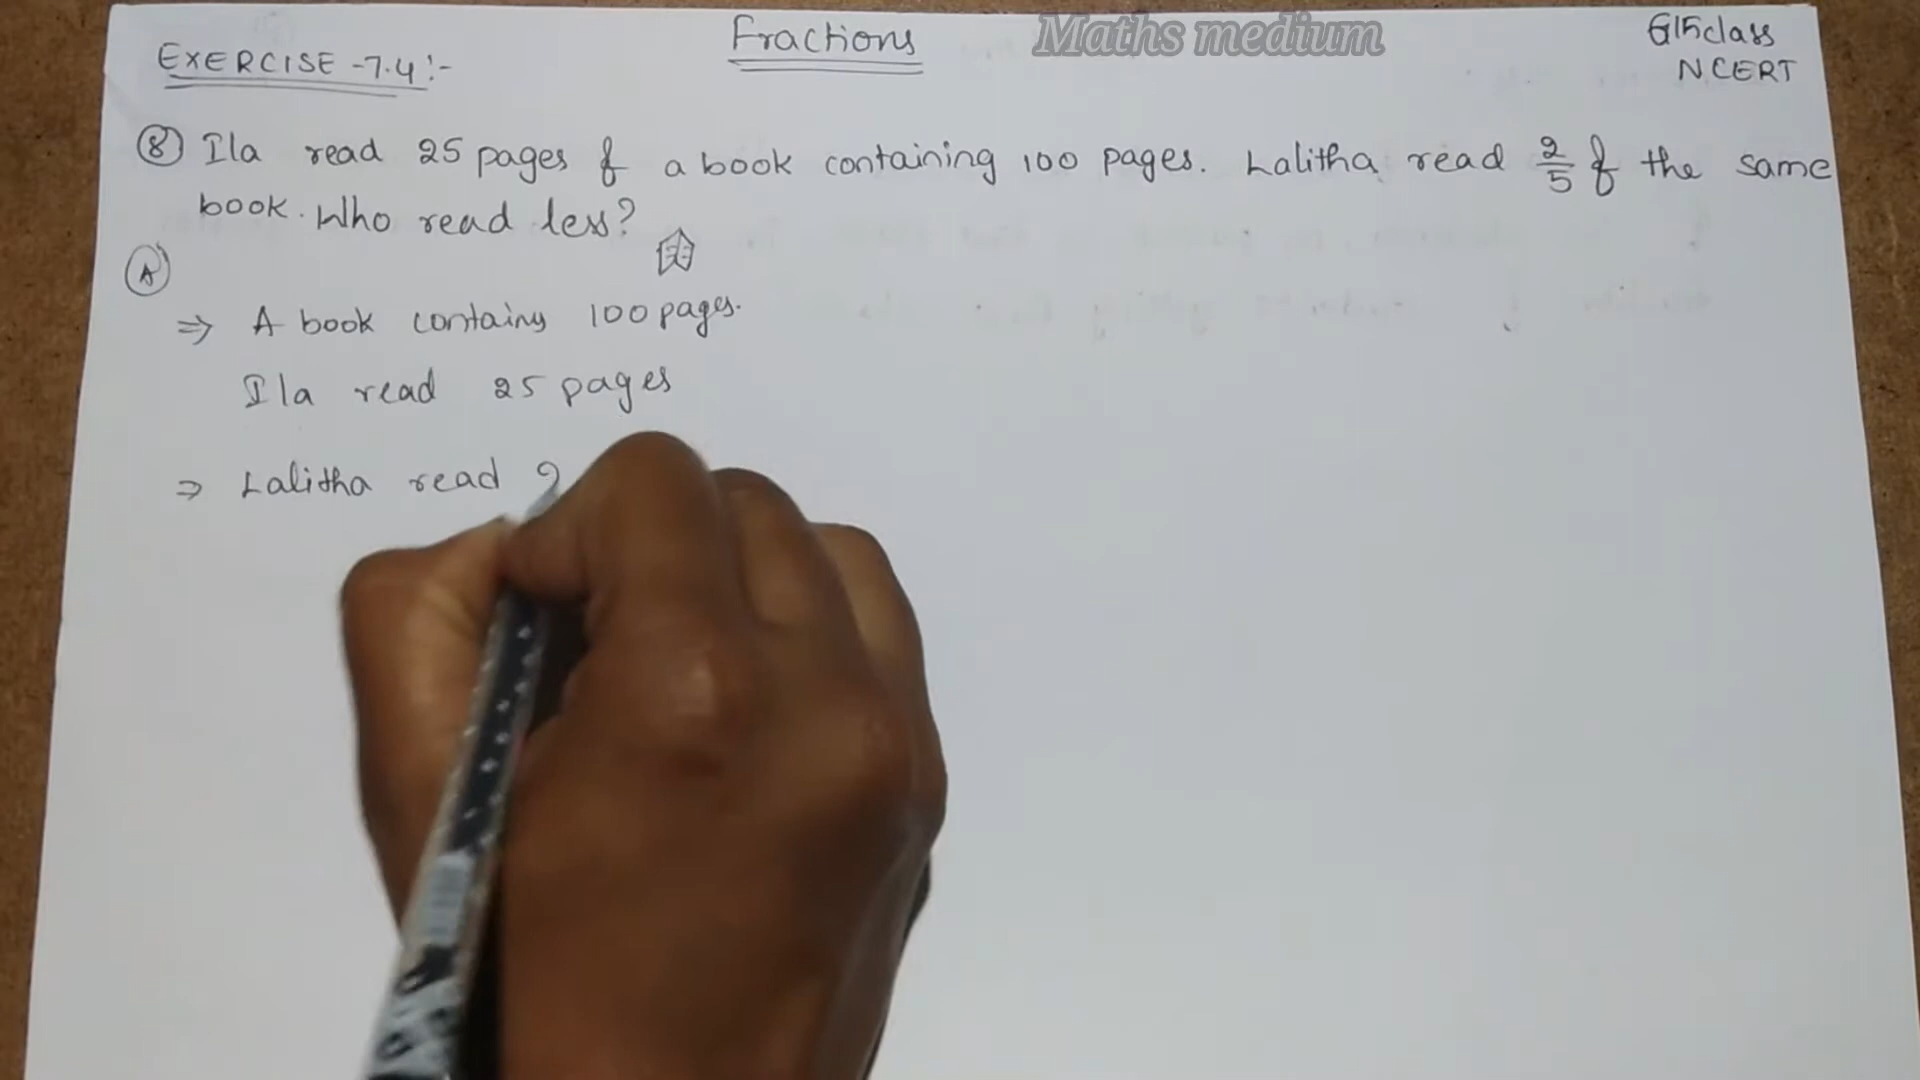 Fractions
Maths medium
EXERCISE -7.4 :-
class
NCERT
⑧ Ila read 25 pages of a book containing 100 pages. Lalitha read 2/5 of the same
book. Who read less?
Ⓐ
⇒ A book contains 100 pages.
Ila read 25 pages
⇒ Lalitha read 2